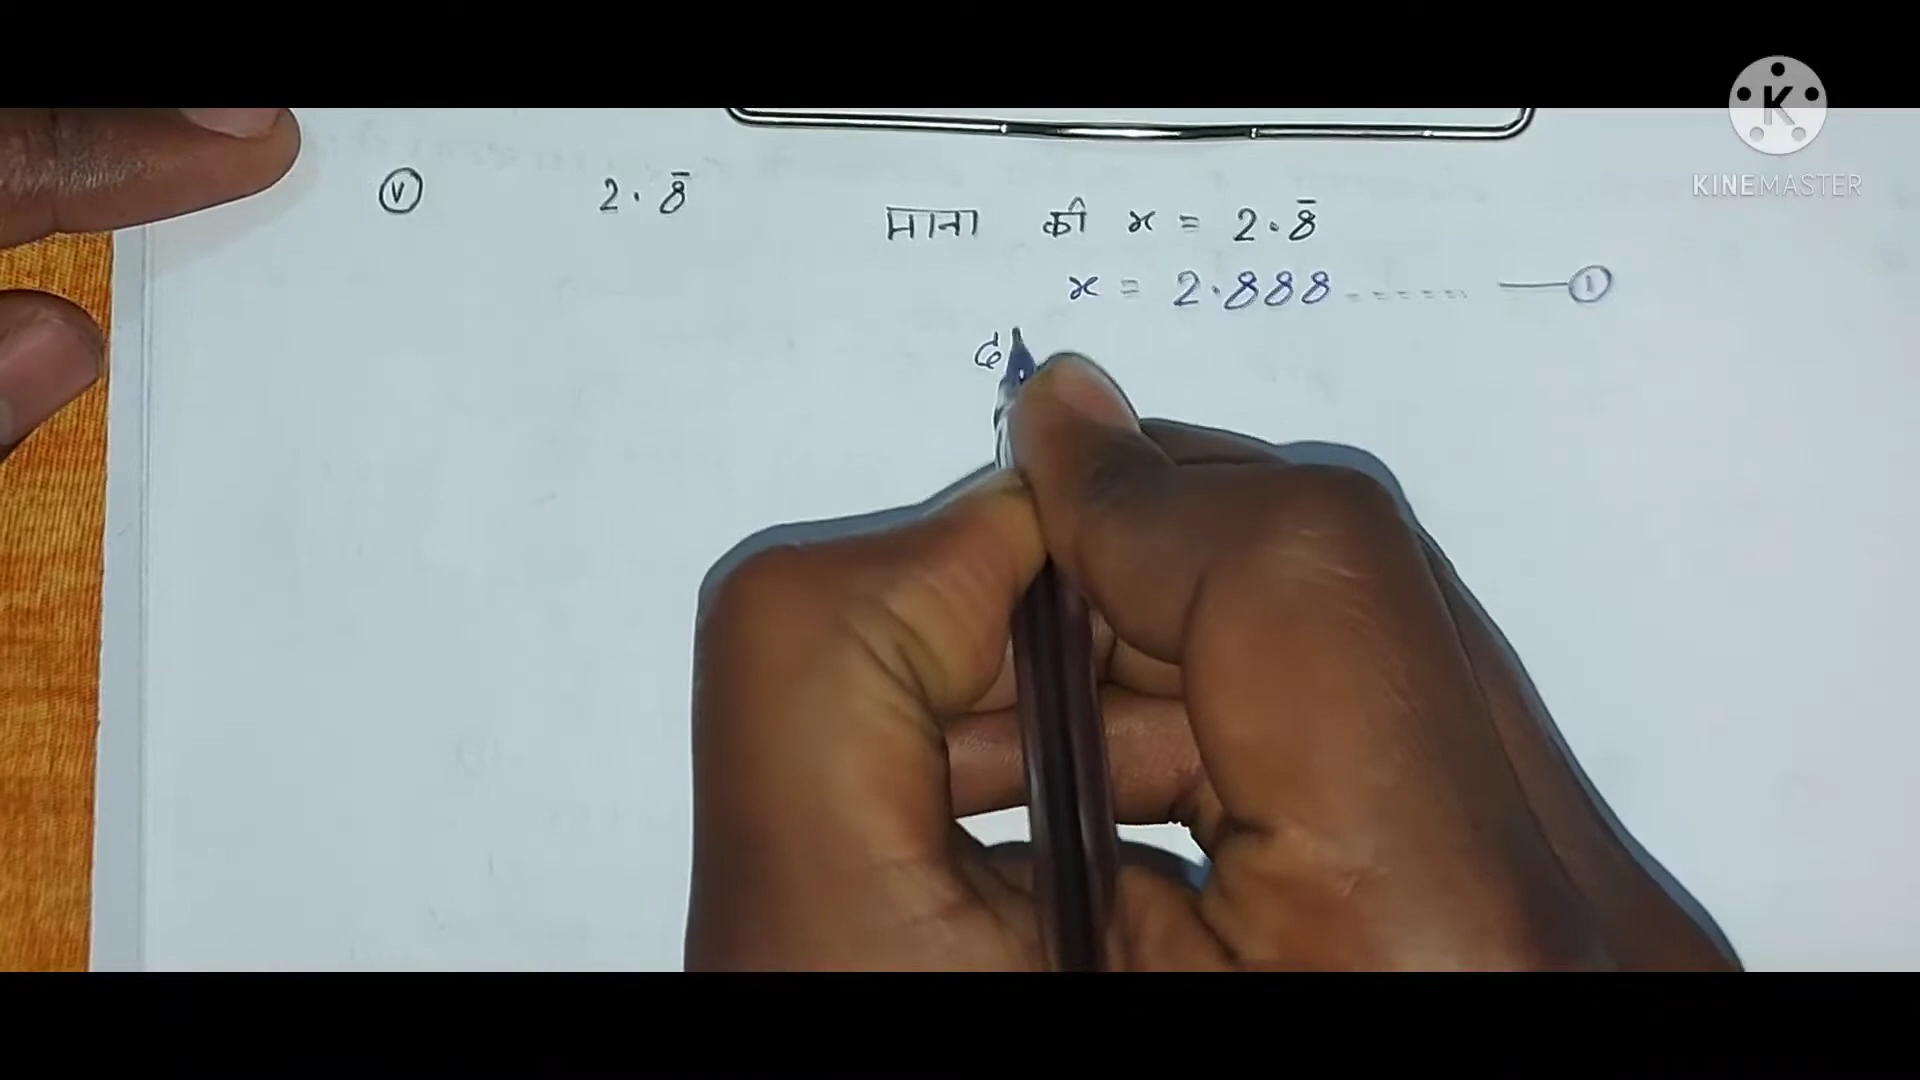 Ⓥ 2.8̄
माना की x = 2.8̄
x = 2.888...... —①
K
KINEMASTER